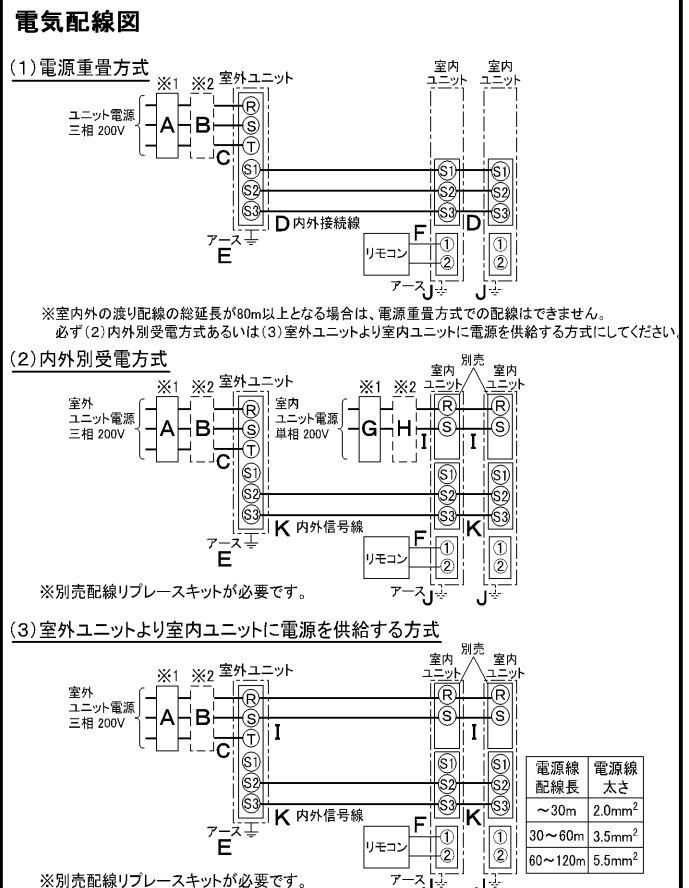 電気配線図
(1)電源重畳方式
※1 ※2 室外ユニット
室内
ユニット
室内
ユニット
ユニット電源
三相 200V
A B C
R
S
T
S1
S2
S3
S1
S2
S3
S1
S2
S3
D 内外接続線
D
F
リモコン
①
②
①
②
アース
E
アース J J
※室内外の渡り配線の総延長が80m以上となる場合は、電源重畳方式での配線はできません。
必ず(2)内外別受電方式あるいは(3)室外ユニットより室内ユニットに電源を供給する方式にしてください。
(2)内外別受電方式
別売
※1 ※2 室外ユニット
※1 ※2
室内
ユニット
室内
ユニット
室外
ユニット電源
三相 200V
A B C
R
S
T
S1
S2
S3
室内
ユニット電源
単相 200V
G H I I
R
S
S1
S2
S3
R
S
S1
S2
S3
K 内外信号線
K
F
リモコン
①
②
①
②
アース
E
アース J J
※別売配線リプレースキットが必要です。
(3)室外ユニットより室内ユニットに電源を供給する方式
別売
※1 ※2 室外ユニット
室内
ユニット
室内
ユニット
室外
ユニット電源
三相 200V
A B C
R
S
T
S1
S2
S3
I I
R
S
S1
S2
S3
R
S
S1
S2
S3
K 内外信号線
K
F
リモコン
①
②
①
②
アース
E
アース J J
※別売配線リプレースキットが必要です。
電源線
配線長
電源線
太さ
～30m 2.0mm²
30～60m 3.5mm²
60～120m 5.5mm²